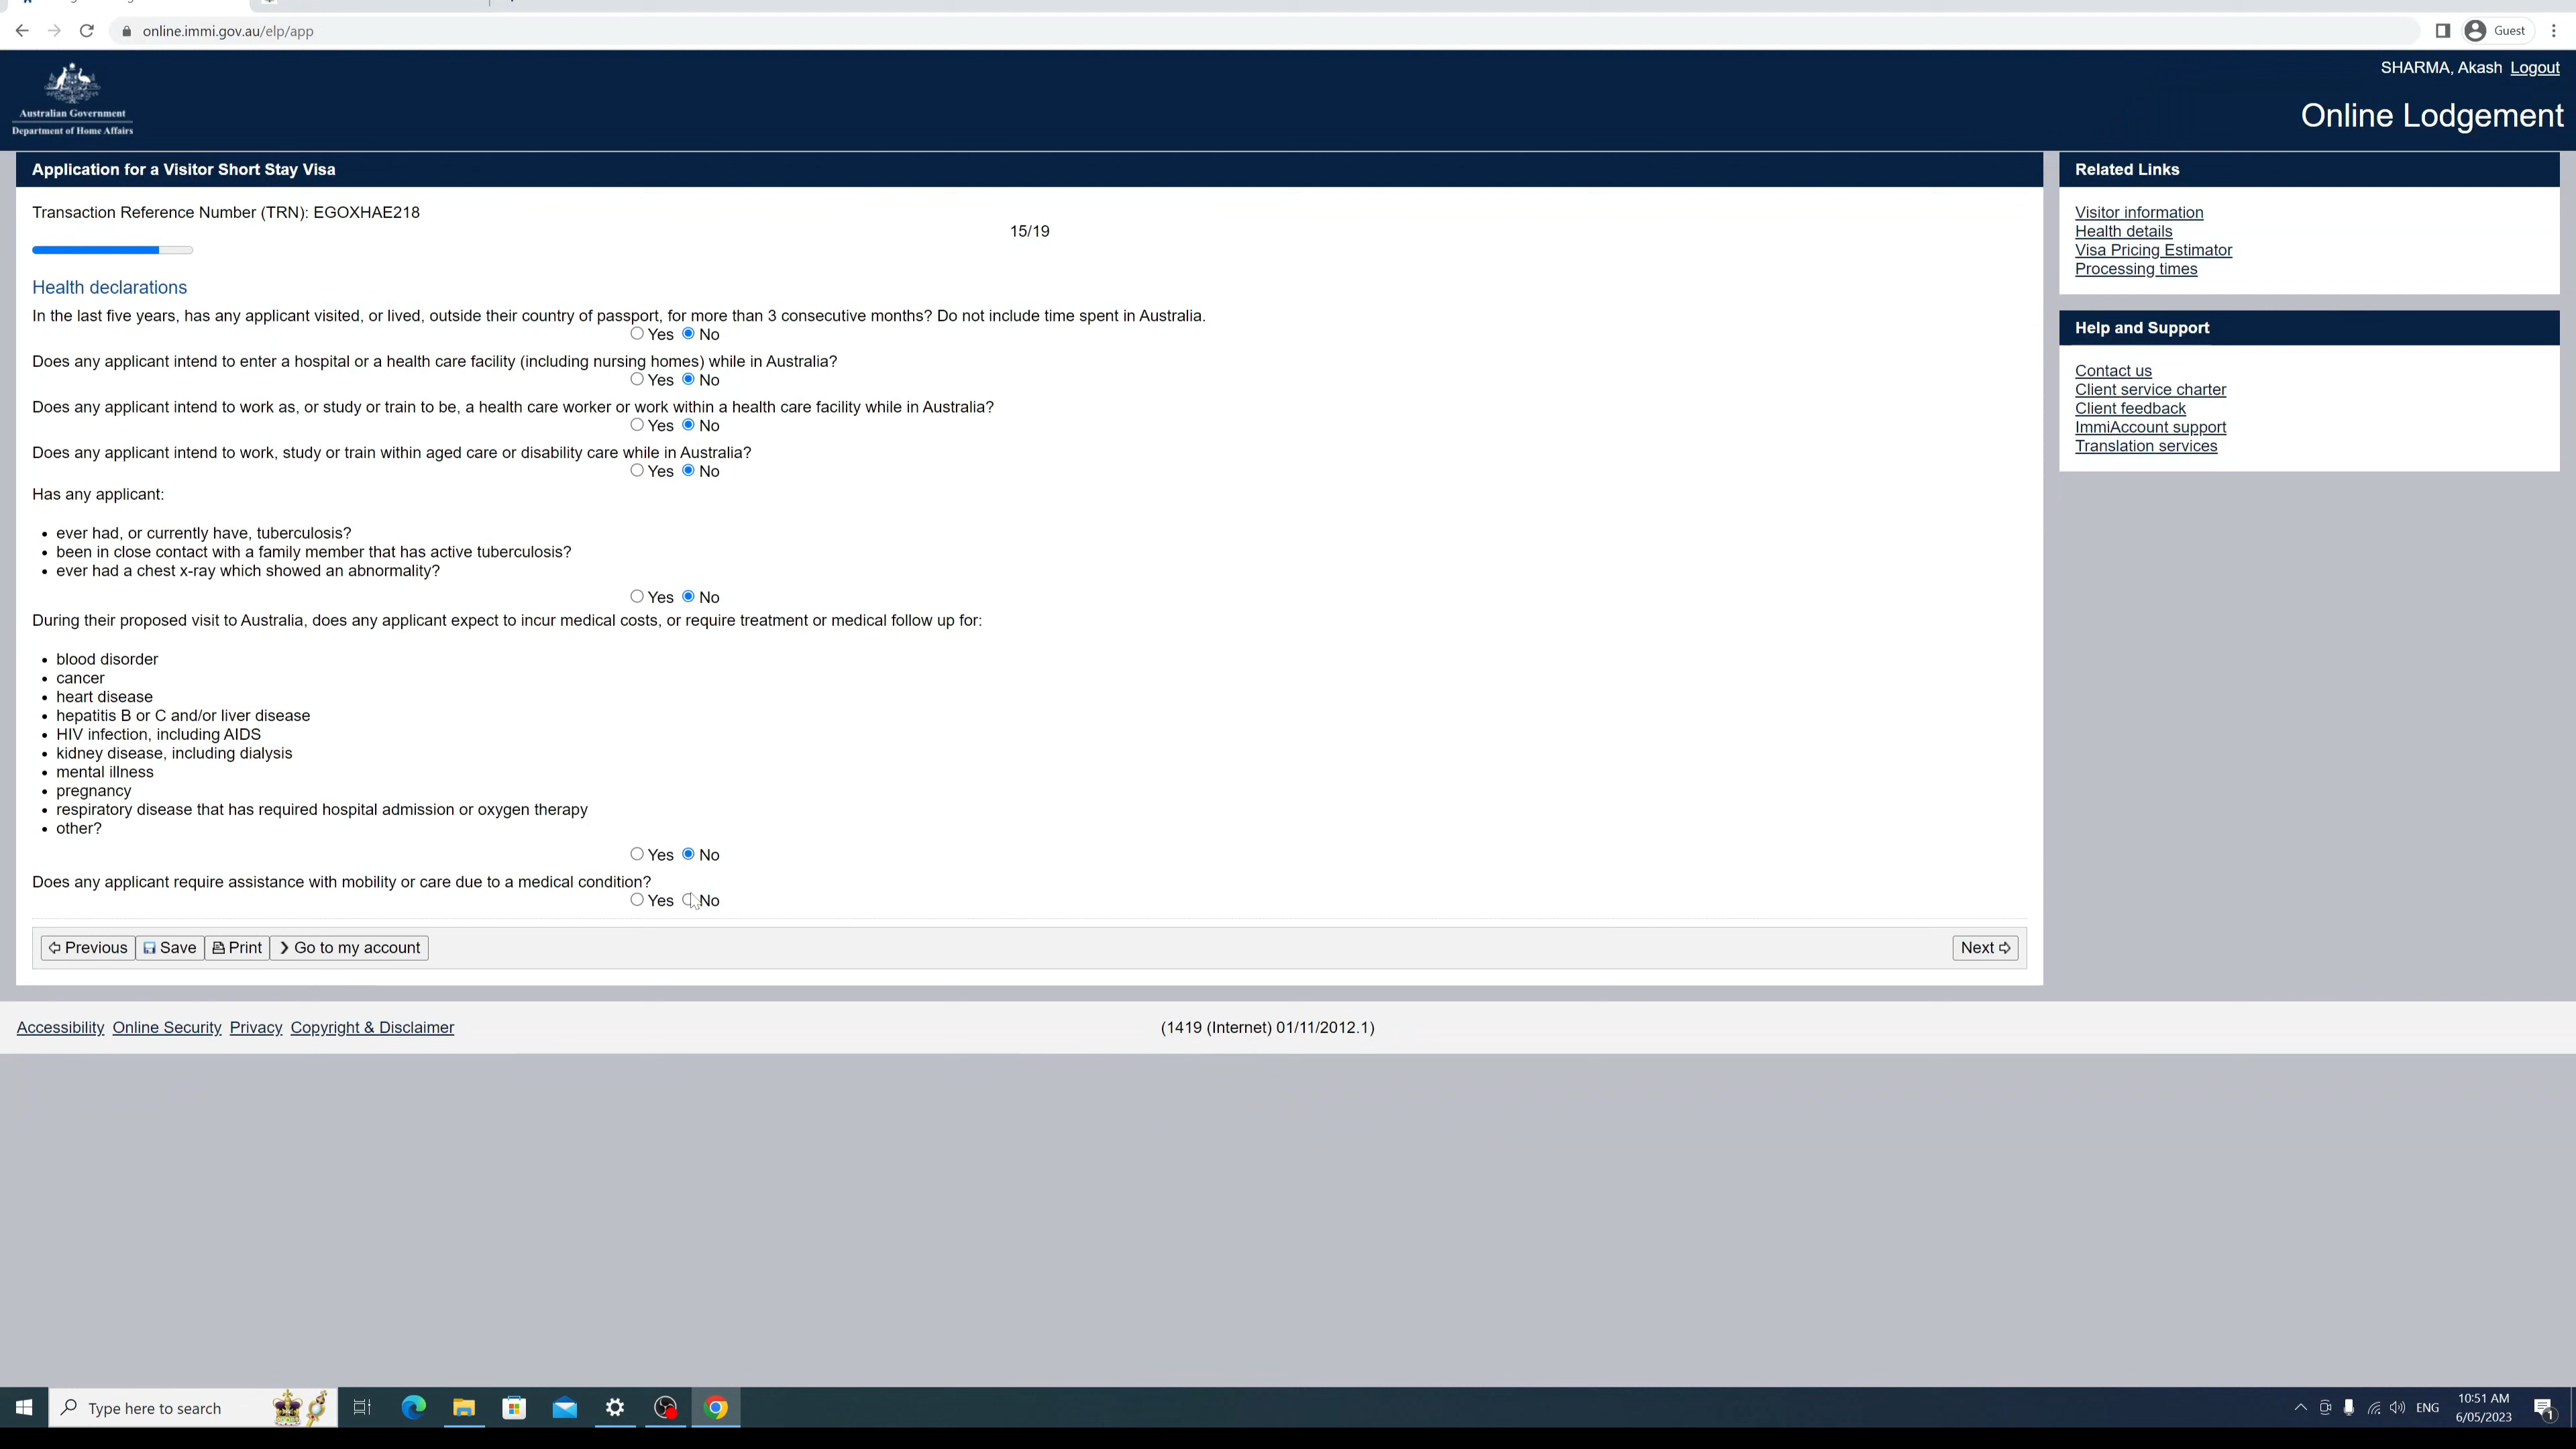 online.immi.gov.au/elp/app
Guest
Australian Government
Department of Home Affairs
SHARMA, Akash Logout
Online Lodgement
Application for a Visitor Short Stay Visa
Transaction Reference Number (TRN): EGOXHAE218
15/19
Health declarations
In the last five years, has any applicant visited, or lived, outside their country of passport, for more than 3 consecutive months? Do not include time spent in Australia.
Yes No
Does any applicant intend to enter a hospital or a health care facility (including nursing homes) while in Australia?
Yes No
Does any applicant intend to work as, or study or train to be, a health care worker or work within a health care facility while in Australia?
Yes No
Does any applicant intend to work, study or train within aged care or disability care while in Australia?
Yes No
Has any applicant:
• ever had, or currently have, tuberculosis?
• been in close contact with a family member that has active tuberculosis?
• ever had a chest x-ray which showed an abnormality?
Yes No
During their proposed visit to Australia, does any applicant expect to incur medical costs, or require treatment or medical follow up for:
• blood disorder
• cancer
• heart disease
• hepatitis B or C and/or liver disease
• HIV infection, including AIDS
• kidney disease, including dialysis
• mental illness
• pregnancy
• respiratory disease that has required hospital admission or oxygen therapy
• other?
Yes No
Does any applicant require assistance with mobility or care due to a medical condition?
Yes No
Previous Save Print Go to my account Next
Related Links
Visitor information
Health details
Visa Pricing Estimator
Processing times
Help and Support
Contact us
Client service charter
Client feedback
ImmiAccount support
Translation services
Accessibility Online Security Privacy Copyright & Disclaimer (1419 (Internet) 01/11/2012.1)
Type here to search
ENG
10:51 AM
6/05/2023
1